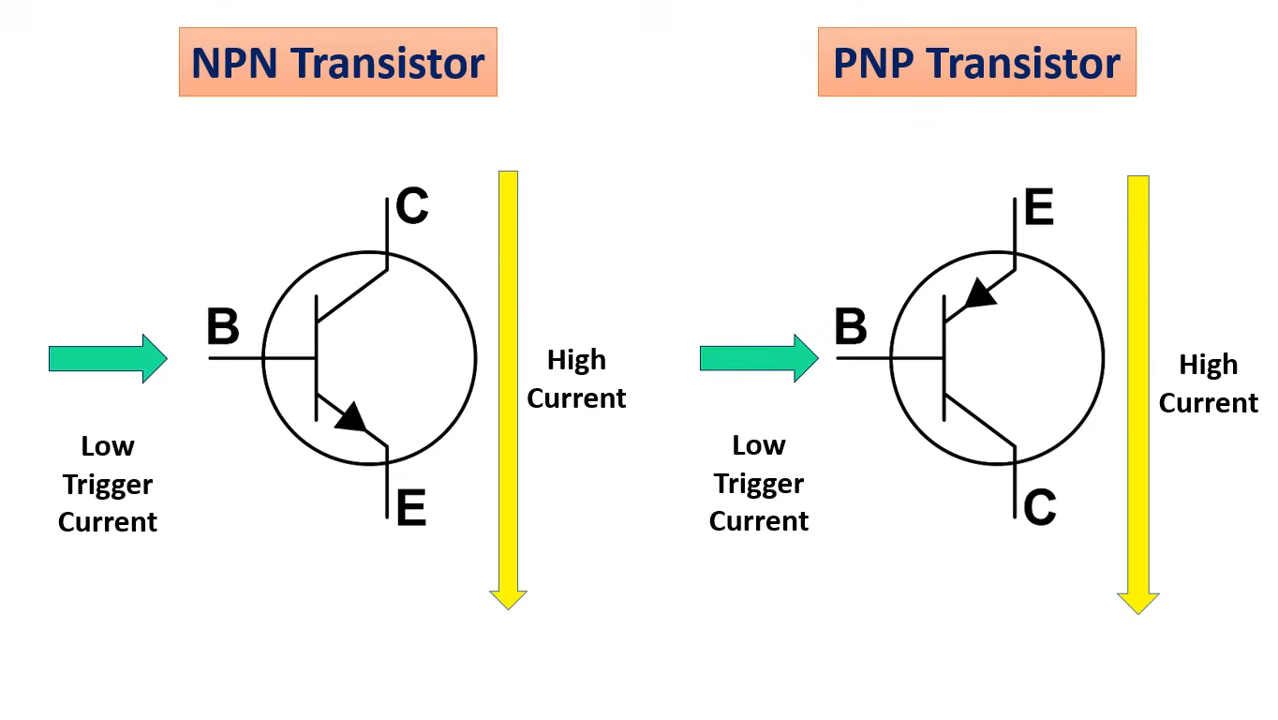 NPN Transistor
C
B
E
Low
Trigger
Current
High
Current
PNP Transistor
E
B
C
Low
Trigger
Current
High
Current